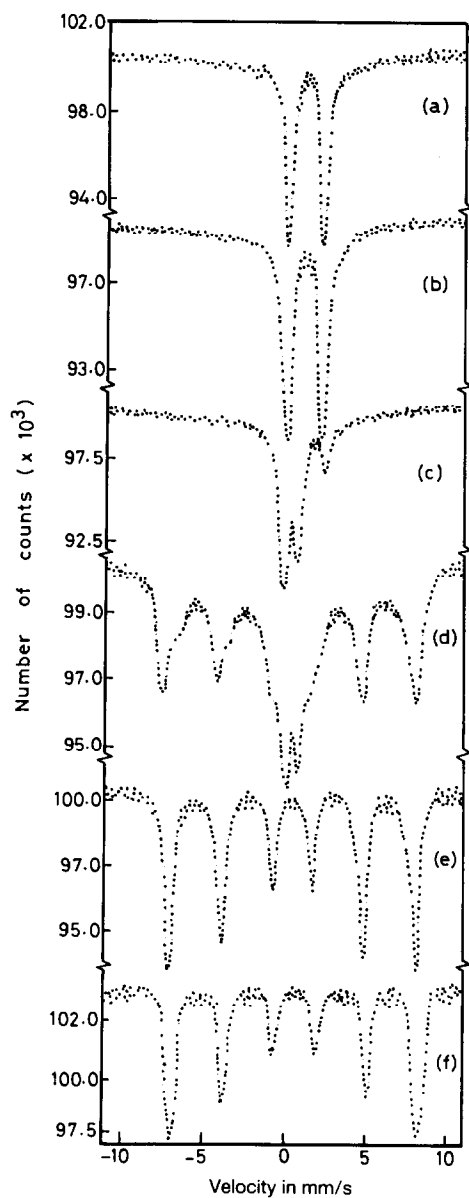 102.0
98.0
94.0
(a)
97.0
93.0
(b)
97.5
92.5
(c)
99.0
97.0
95.0
(d)
100.0
97.0
95.0
(e)
102.0
100.0
97.5
(f)
Number of counts (x 10³)
-10 -5 0 5 10
Velocity in mm/s